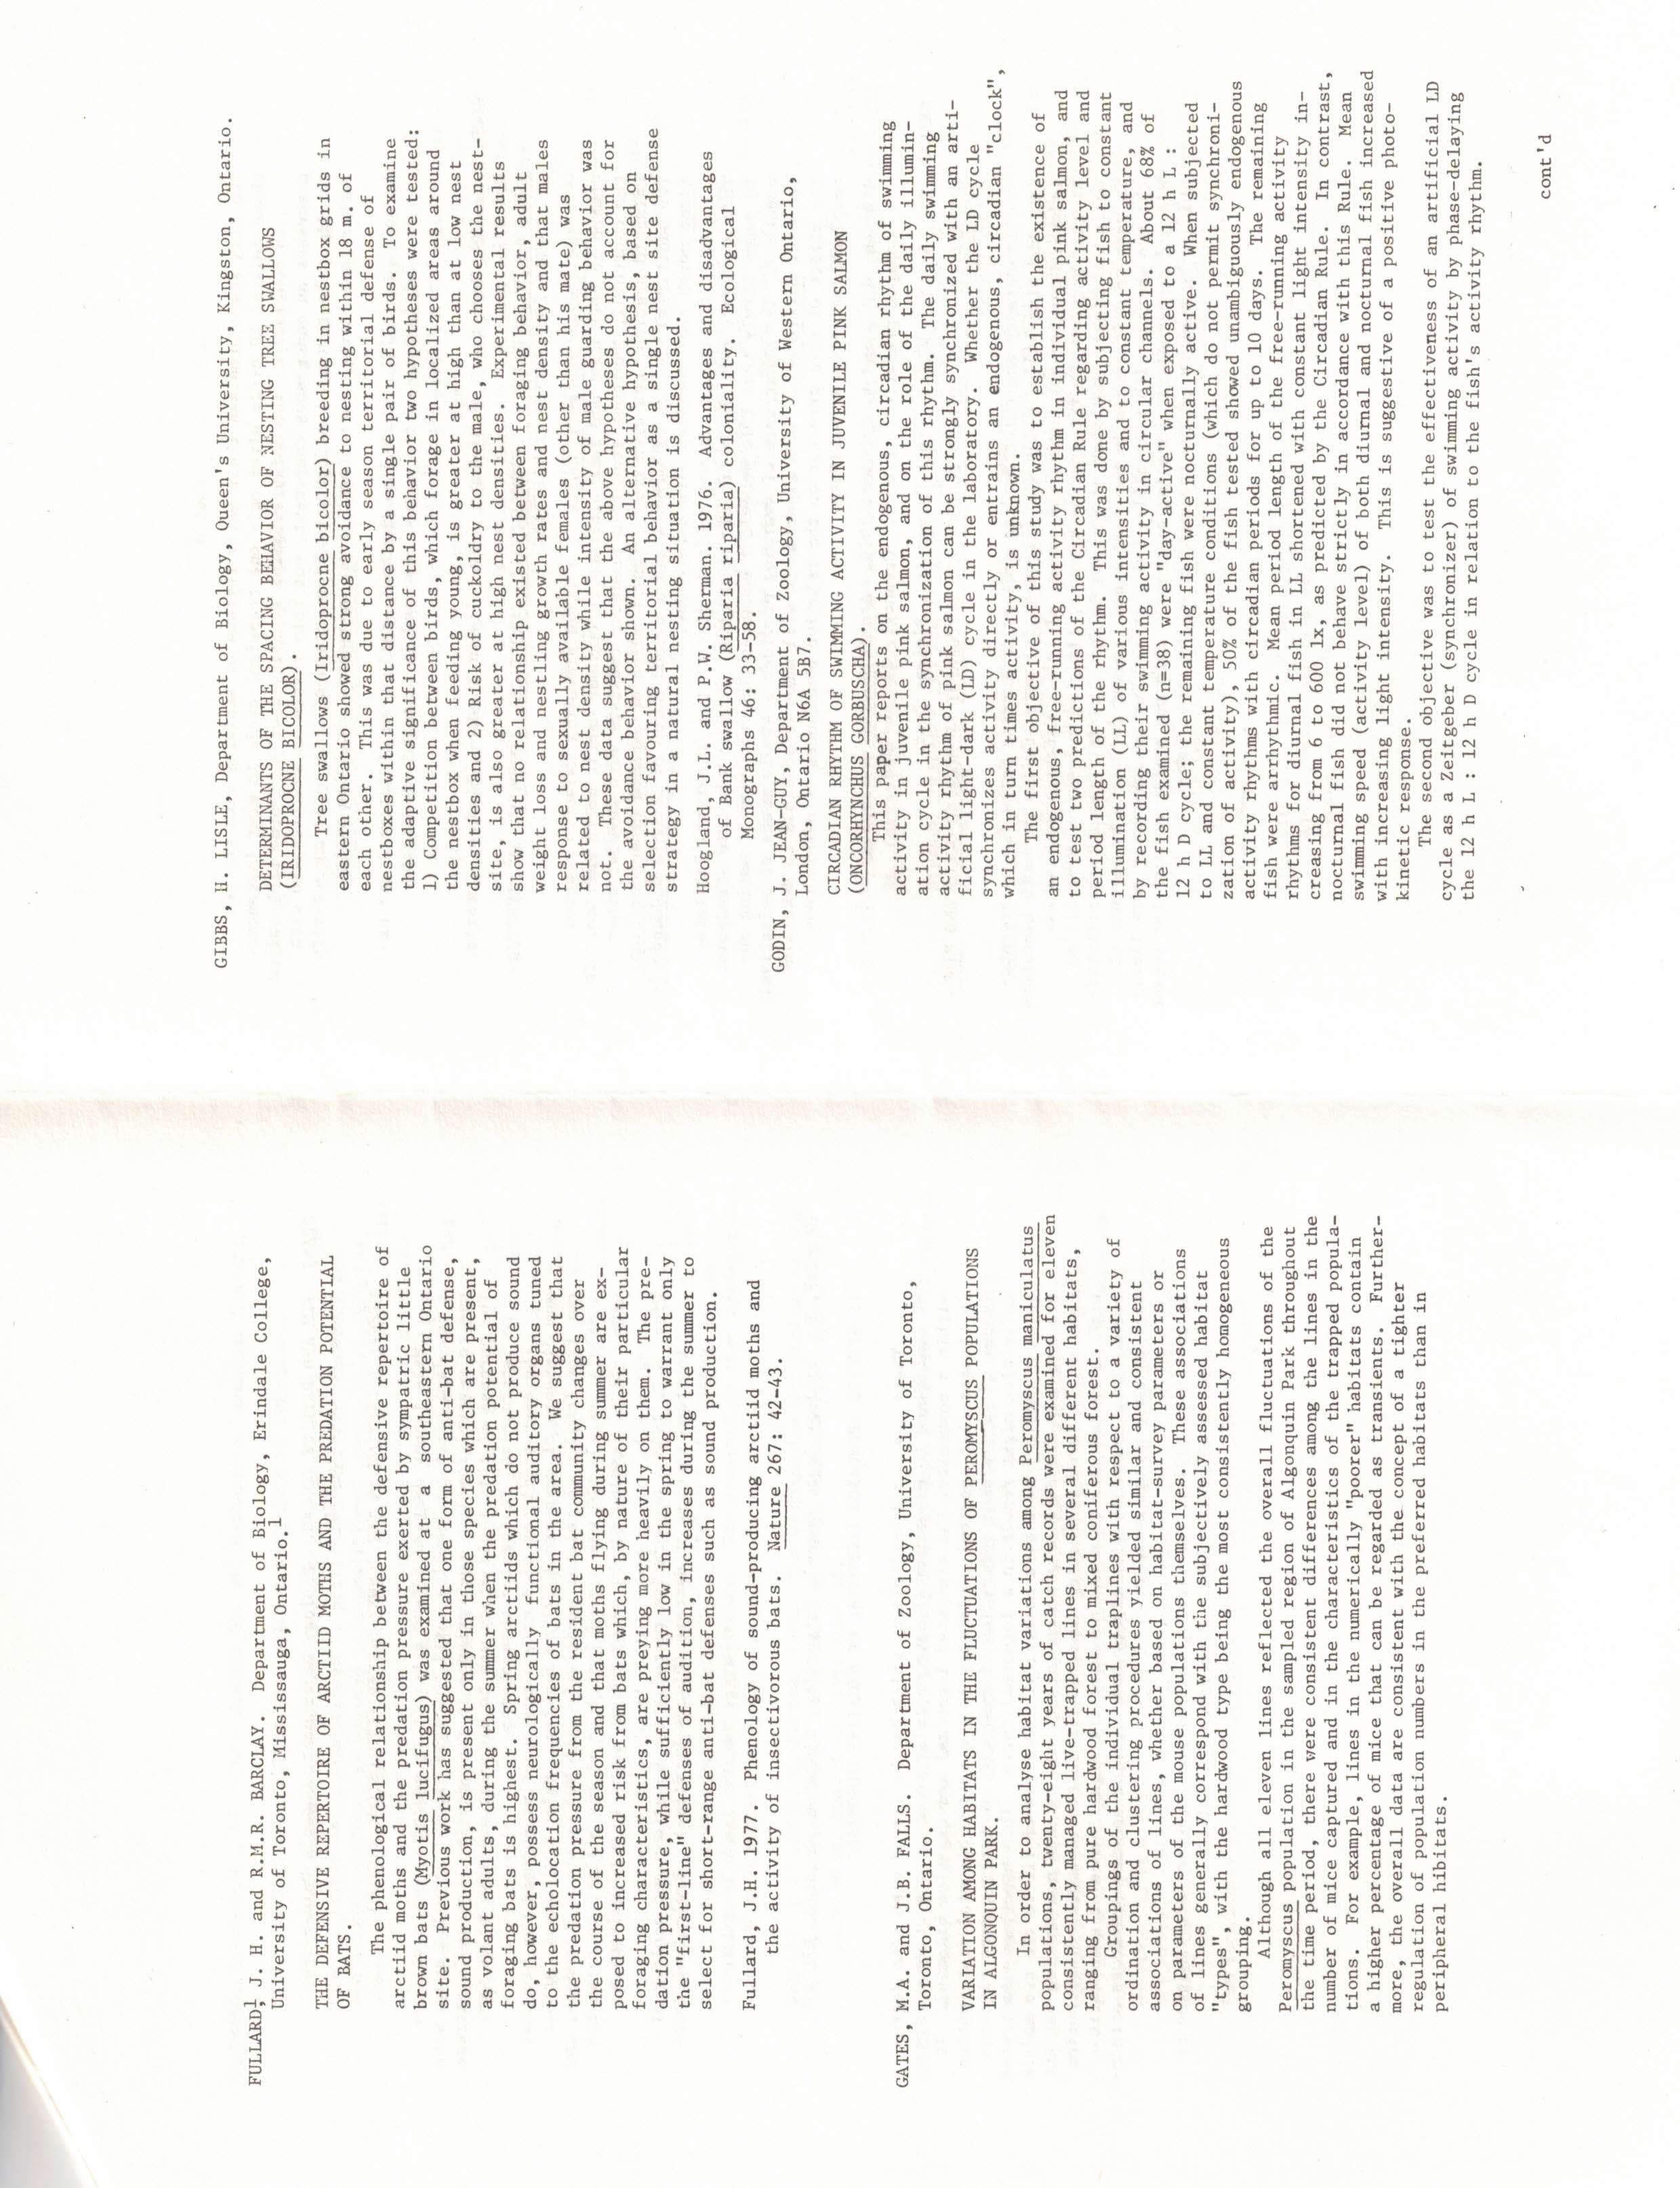 FULLARD¹, J. H. and R.M.R. BARCLAY. Department of Biology, Erindale College,
University of Toronto, Mississauga, Ontario.¹
THE DEFENSIVE REPERTOIRE OF ARCTIID MOTHS AND THE PREDATION POTENTIAL
OF BATS.
The phenological relationship between the defensive repertoire of
arctiid moths and the predation pressure exerted by sympatric little
brown bats (Myotis lucifugus) was examined at a southeastern Ontario
site. Previous work has suggested that one form of anti-bat defense,
sound production, is present only in those species which are present,
as volant adults, during the summer when the predation potential of
foraging bats is highest. Spring arctiids which do not produce sound
do, however, possess neurologically functional auditory organs tuned
to the echolocation frequencies of bats in the area. We suggest that
the predation pressure from the resident bat community changes over
the course of the season and that moths flying during summer are ex-
posed to increased risk from bats which, by nature of their particular
foraging characteristics, are preying more heavily on them. The pre-
dation pressure, while sufficiently low in the spring to warrant only
the "first-line" defenses of audition, increases during the summer to
select for short-range anti-bat defenses such as sound production.
Fullard, J.H. 1977. Phenology of sound-producing arctiid moths and
the activity of insectivorous bats. Nature 267: 42-43.
GATES, M.A. and J.B. FALLS. Department of Zoology, University of Toronto,
Toronto, Ontario.
VARIATION AMONG HABITATS IN THE FLUCTUATIONS OF PEROMYSCUS POPULATIONS
IN ALGONQUIN PARK.
In order to analyse habitat variations among Peromyscus maniculatus
populations, twenty-eight years of catch records were examined for eleven
consistently managed live-trapped lines in several different habitats,
ranging from pure hardwood forest to mixed coniferous forest.
Groupings of the individual traplines with respect to a variety of
ordination and clustering procedures yielded similar and consistent
associations of lines, whether based on habitat-survey parameters or
on parameters of the mouse populations themselves. These associations
of lines generally correspond with the subjectively assessed habitat
"types", with the hardwood type being the most consistently homogeneous
grouping.
Although all eleven lines reflected the overall fluctuations of the
Peromyscus population in the sampled region of Algonquin Park throughout
the time period, there were consistent differences among the lines in the
number of mice captured and in the characteristics of the trapped popula-
tions. For example, lines in the numerically "poorer" habitats contain
a higher percentage of mice that can be regarded as transients. Further-
more, the overall data are consistent with the concept of a tighter
regulation of population numbers in the preferred habitats than in
peripheral hibitats.
GIBBS, H. LISLE, Department of Biology, Queen's University, Kingston, Ontario.
DETERMINANTS OF THE SPACING BEHAVIOR OF NESTING TREE SWALLOWS
(IRIDOPROCNE BICOLOR).
Tree swallows (Iridoprocne bicolor) breeding in nestbox grids in
eastern Ontario showed strong avoidance to nesting within 18 m. of
each other. This was due to early season territorial defense of
nestboxes within that distance by a single pair of birds. To examine
the adaptive significance of this behavior two hypotheses were tested:
1) Competition between birds, which forage in localized areas around
the nestbox when feeding young, is greater at high than at low nest
densities and 2) Risk of cuckoldry to the male, who chooses the nest-
site, is also greater at high nest densities. Experimental results
show that no relationship existed between foraging behavior, adult
weight loss and nestling growth rates and nest density and that males
response to sexually available females (other than his mate) was
related to nest density while intensity of male guarding behavior was
not. These data suggest that the above hypotheses do not account for
the avoidance behavior shown. An alternative hypothesis, based on
selection favouring territorial behavior as a single nest site defense
strategy in a natural nesting situation is discussed.
Hoogland, J.L. and P.W. Sherman. 1976. Advantages and disadvantages
of Bank swallow (Riparia riparia) coloniality. Ecological
Monographs 46: 33-58.
GODIN, J. JEAN-GUY, Department of Zoology, University of Western Ontario,
London, Ontario N6A 5B7.
CIRCADIAN RHYTHM OF SWIMMING ACTIVITY IN JUVENILE PINK SALMON
(ONCORHYNCHUS GORBUSCHA).
This paper reports on the endogenous, circadian rhythm of swimming
activity in juvenile pink salmon, and on the role of the daily illumin-
ation cycle in the synchronization of this rhythm. The daily swimming
activity rhythm of pink salmon can be strongly synchronized with an arti-
ficial light-dark (LD) cycle in the laboratory. Whether the LD cycle
synchronizes activity directly or entrains an endogenous, circadian "clock",
which in turn times activity, is unknown.
The first objective of this study was to establish the existence of
an endogenous, free-running activity rhythm in individual pink salmon, and
to test two predictions of the Circadian Rule regarding activity level and
period length of the rhythm. This was done by subjecting fish to constant
illumination (LL) of various intensities and to constant temperature, and
by recording their swimming activity in circular channels. About 68% of
the fish examined (n=38) were "day-active" when exposed to a 12 h L :
12 h D cycle; the remaining fish were nocturnally active. When subjected
to LL and constant temperature conditions (which do not permit synchroni-
zation of activity), 50% of the fish tested showed unambiguously endogenous
activity rhythms with circadian periods for up to 10 days. The remaining
fish were arrhythmic. Mean period length of the free-running activity
rhythms for diurnal fish in LL shortened with constant light intensity in-
creasing from 6 to 600 lx, as predicted by the Circadian Rule. In contrast,
nocturnal fish did not behave strictly in accordance with this Rule. Mean
swimming speed (activity level) of both diurnal and nocturnal fish increased
with increasing light intensity. This is suggestive of a positive photo-
kinetic response.
The second objective was to test the effectiveness of an artificial LD
cycle as a Zeitgeber (synchronizer) of swimming activity by phase-delaying
the 12 h L : 12 h D cycle in relation to the fish's activity rhythm.
cont'd